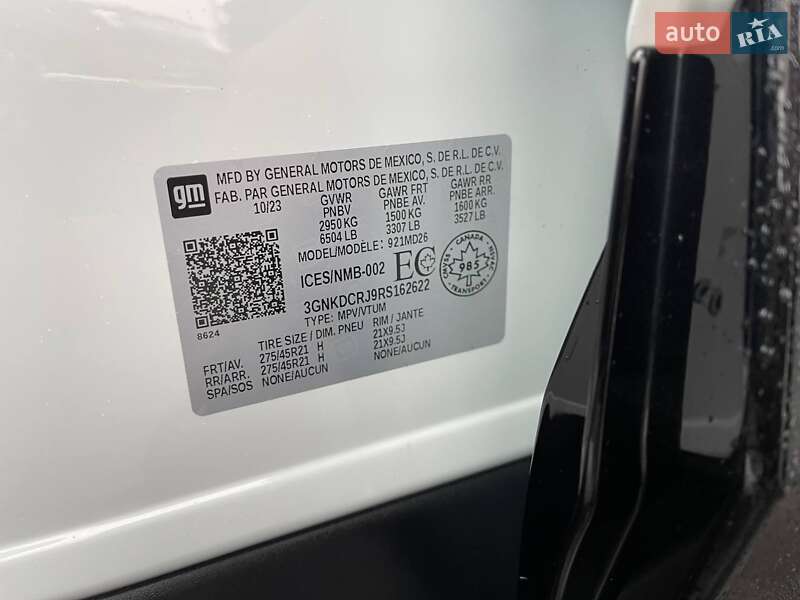 auto RIA .com
gm
MFD BY GENERAL MOTORS DE MEXICO, S. DE R.L. DE C.V.
FAB. PAR GENERAL MOTORS DE MEXICO, S. DE R.L. DE C.V.
10/23 GVWR GAWR FRT GAWR RR
PNBV PNBE AV. PNBE ARR.
2950 KG 1500 KG 1600 KG
6504 LB 3307 LB 3527 LB
MODEL/MODÈLE: 921MD26
ICES/NMB-002 EC
CANADA
985
TRANSPORT
3GNKDCRJ9RS162622
TYPE: MPV/VTUM
8624
TIRE SIZE / DIM. PNEU RIM / JANTE
FRT/AV. 275/45R21 H 21X9.5J
RR/ARR. 275/45R21 H 21X9.5J
SPA/SOS NONE/AUCUN NONE/AUCUN